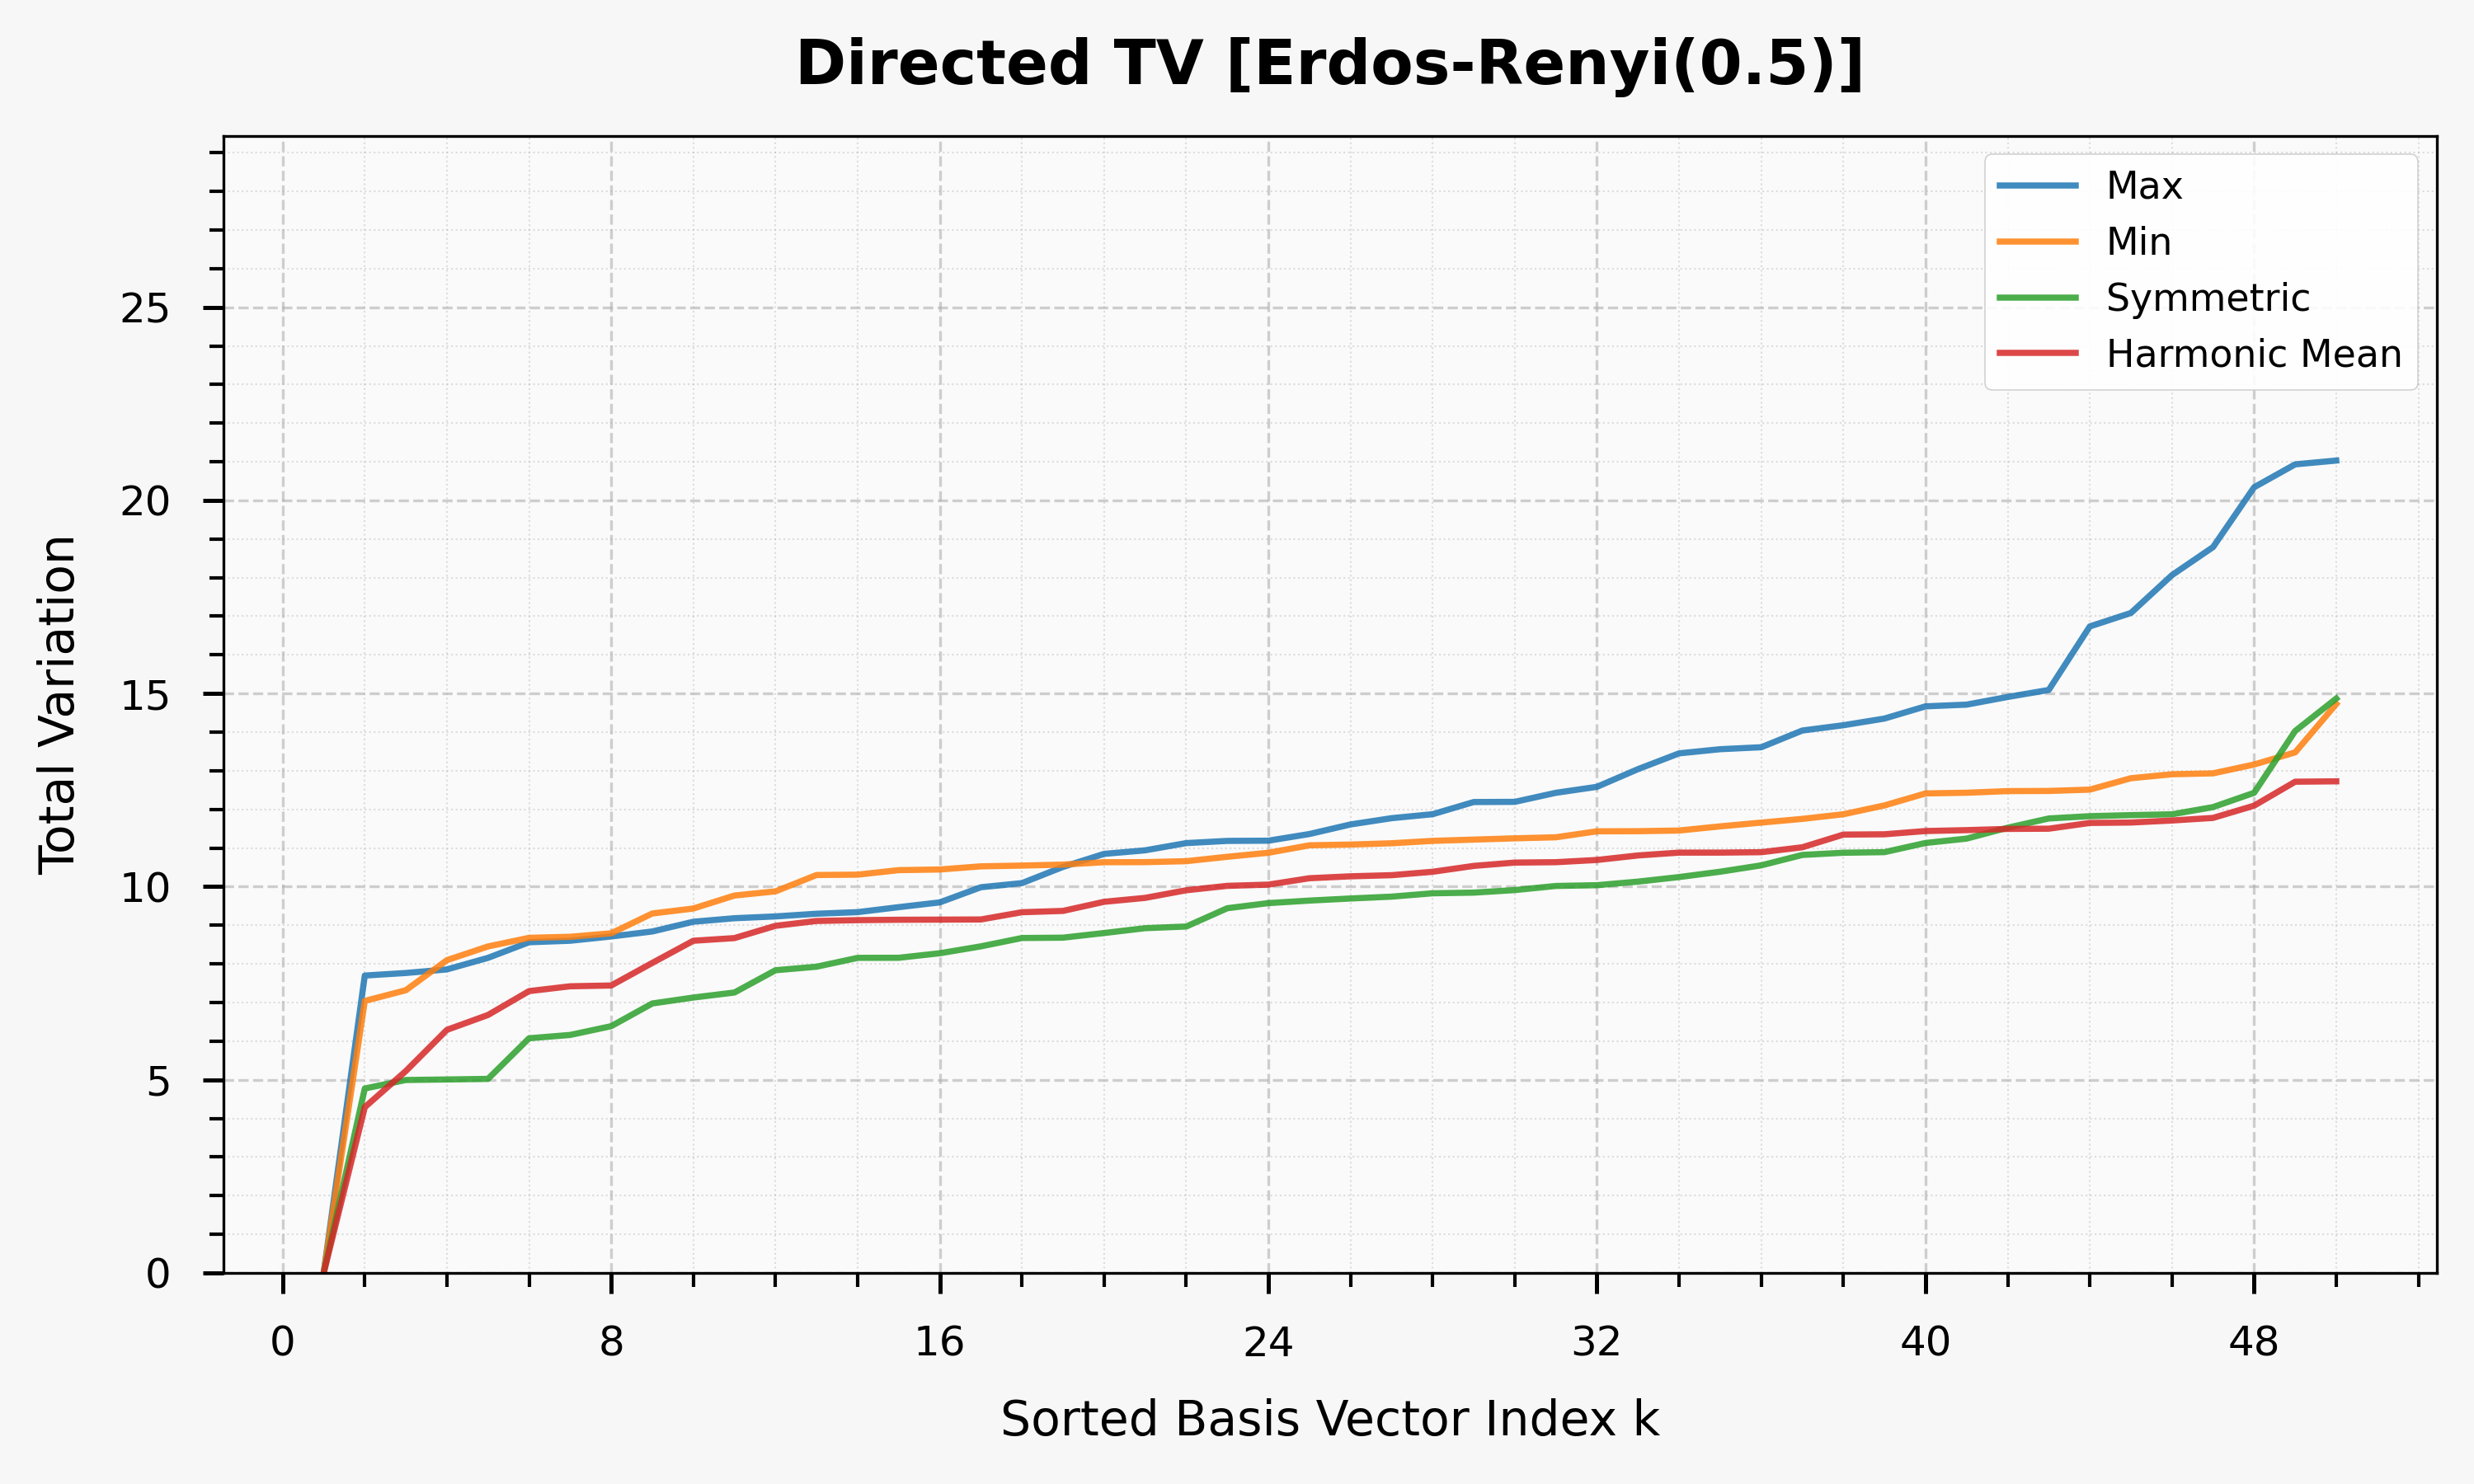 Directed TV [Erdos-Renyi(0.5)]
Max
Min
Symmetric
Harmonic Mean
Total Variation
25
20
15
10
5
0
0 8 16 24 32 40 48
Sorted Basis Vector Index k